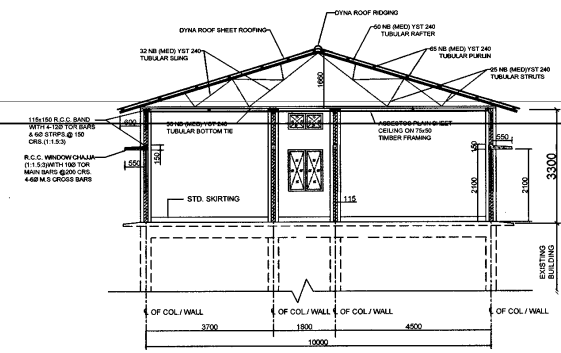 DYNA ROOF RIDGING
DYNA ROOF SHEET ROOFING
50 NB (MED) YST 240
TUBULAR RAFTER
32 NB (MED) YST 240
TUBULAR SLING
65 NB (MED) YST 240
TUBULAR PURLIN
25 NB (MED)YST 240
TUBULAR STRUTS
1650
115x150 R.C.C. BAND
WITH 4-12Ø TOR BARS
& 6Ø STRIPS @ 150
CRS.(1:1.5:3)
600
50 NB (MED) YST 240
TUBULAR BOTTOM TIE
ASBESTOS PLAIN SHEET
CEILING ON 75x50
TIMBER FRAMING
550
R.C.C. WINDOW CHAJJA
(1:1.5:3)WITH 10Ø TOR
MAIN BARS @200 CRS.
4-6Ø M.S CROSS BARS
150
150
550
3300
STD. SKIRTING
115
2100
2100
EXISTING
BUILDING
OF COL / WALL
OF COL / WALL
OF COL / WALL
OF COL / WALL
3700
1800
4500
10000